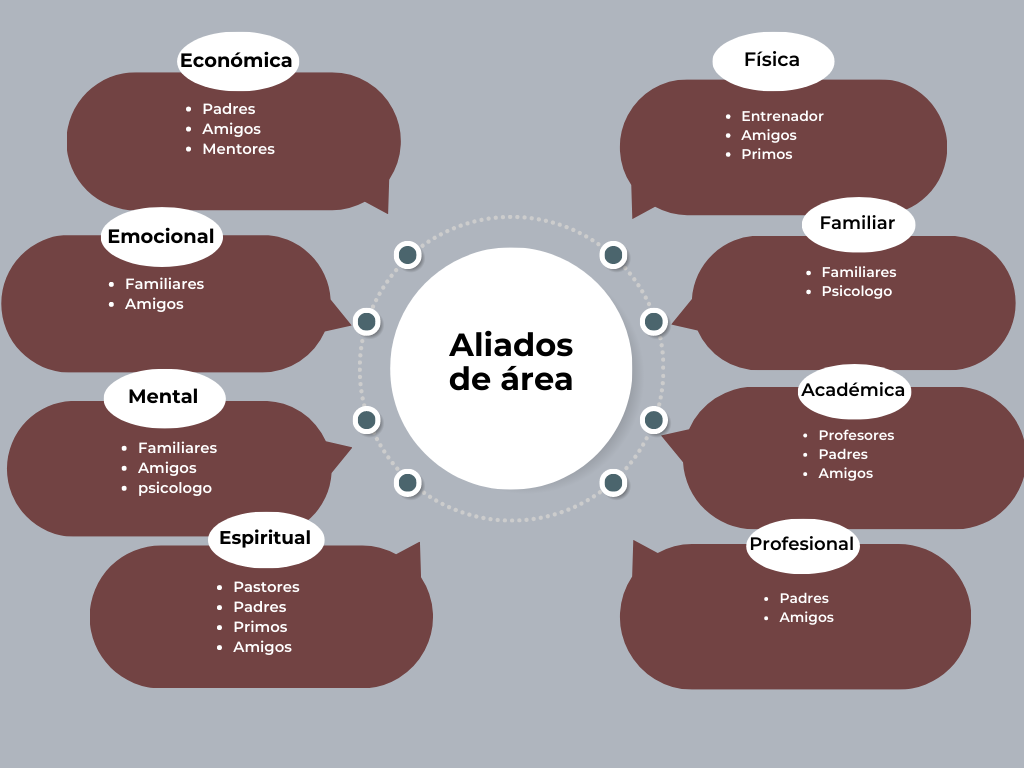 Económica
• Padres
• Amigos
• Mentores
Emocional
• Familiares
• Amigos
Mental
• Familiares
• Amigos
• psicologo
Espiritual
• Pastores
• Padres
• Primos
• Amigos
Aliados
de área
Física
• Entrenador
• Amigos
• Primos
Familiar
• Familiares
• Psicologo
Académica
• Profesores
• Padres
• Amigos
Profesional
• Padres
• Amigos